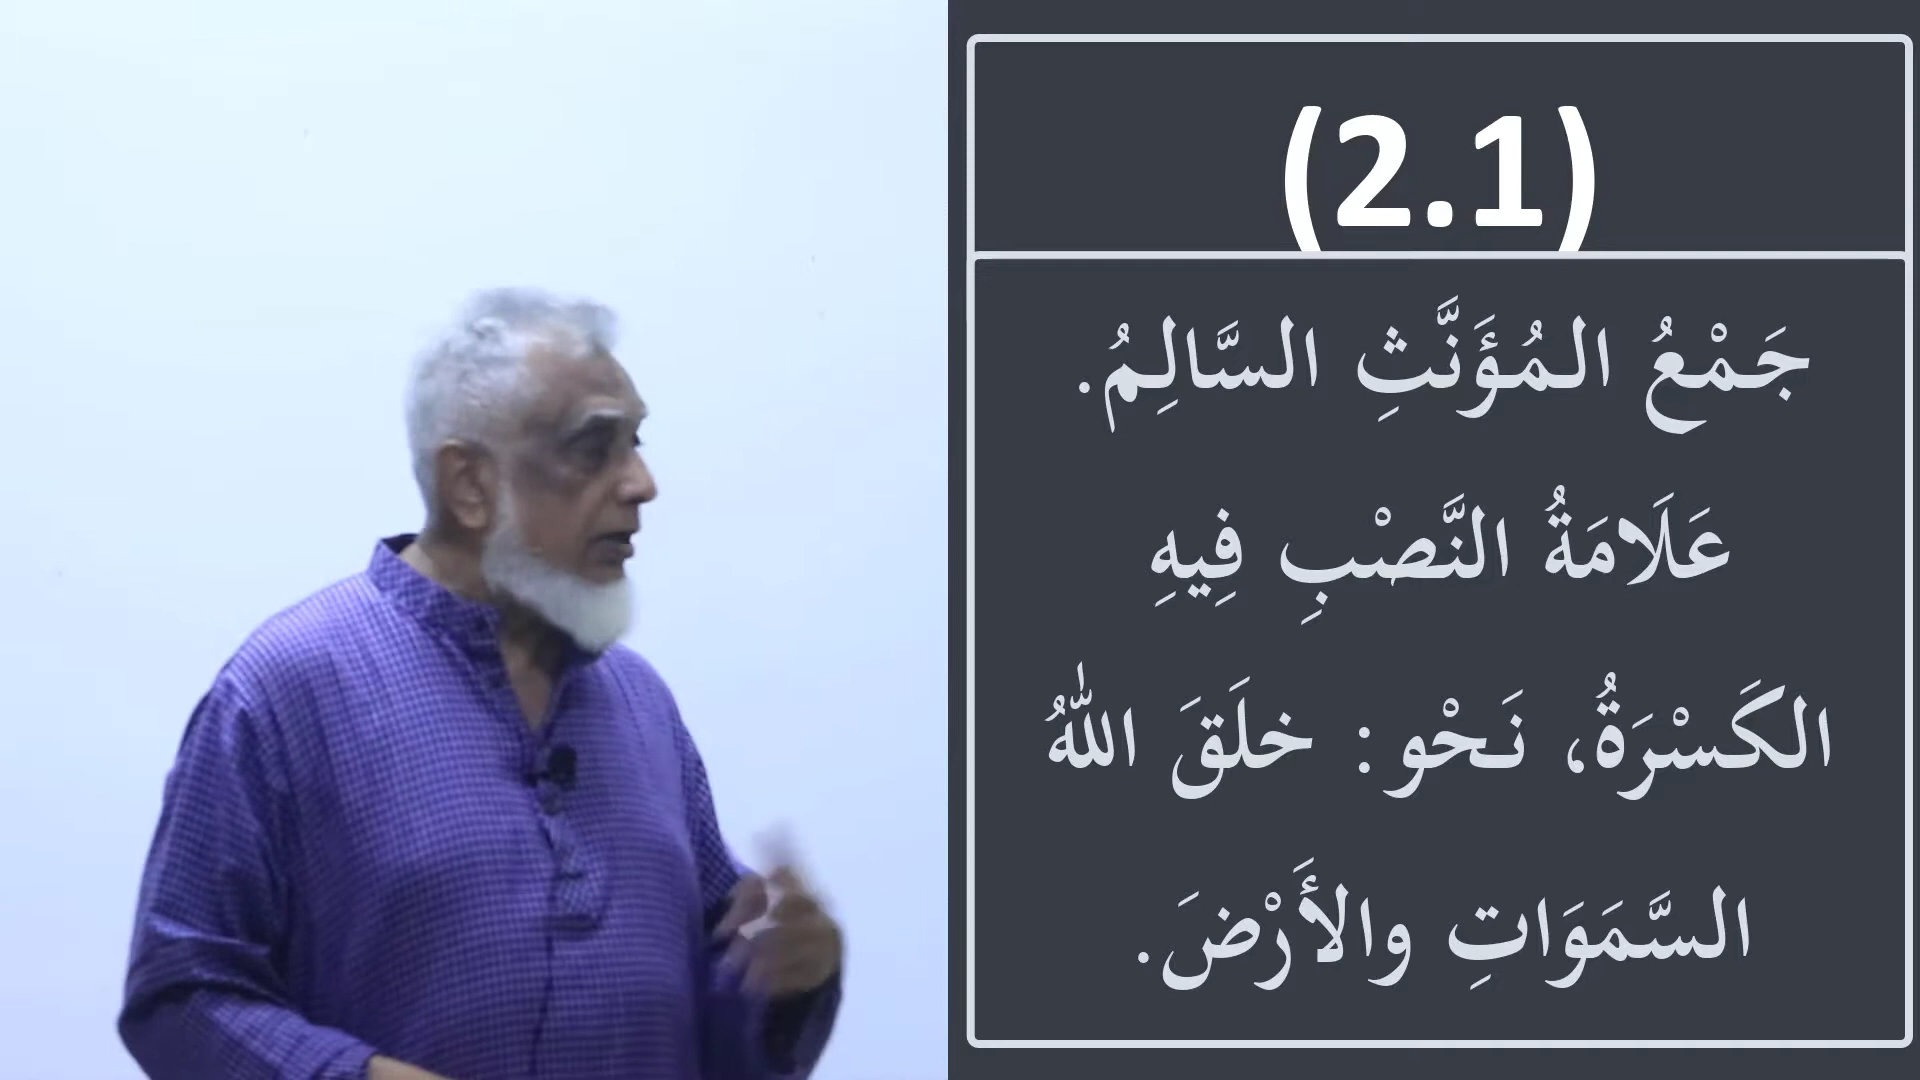 (2.1)
جَمْعُ المُؤَنَّثِ السَّالِمُ.
عَلَامَةُ النَّصْبِ فِيهِ
الكَسْرَةُ، نَحْو: خلَقَ اللهُ
السَّمَوَاتِ والأَرْضَ.